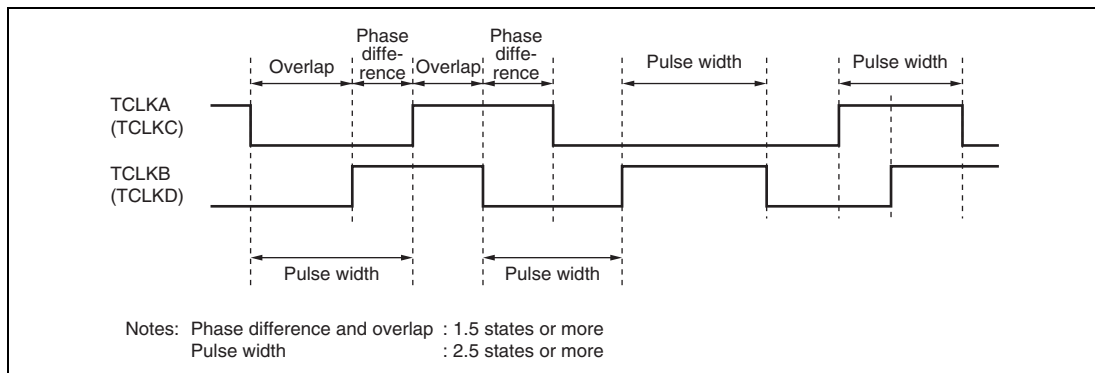 Phase
diffe-
rence
Phase
diffe-
rence
Overlap
Overlap
Pulse width
Pulse width
TCLKA
(TCLKC)
TCLKB
(TCLKD)
Pulse width
Pulse width
Notes: Phase difference and overlap : 1.5 states or more
Pulse width : 2.5 states or more